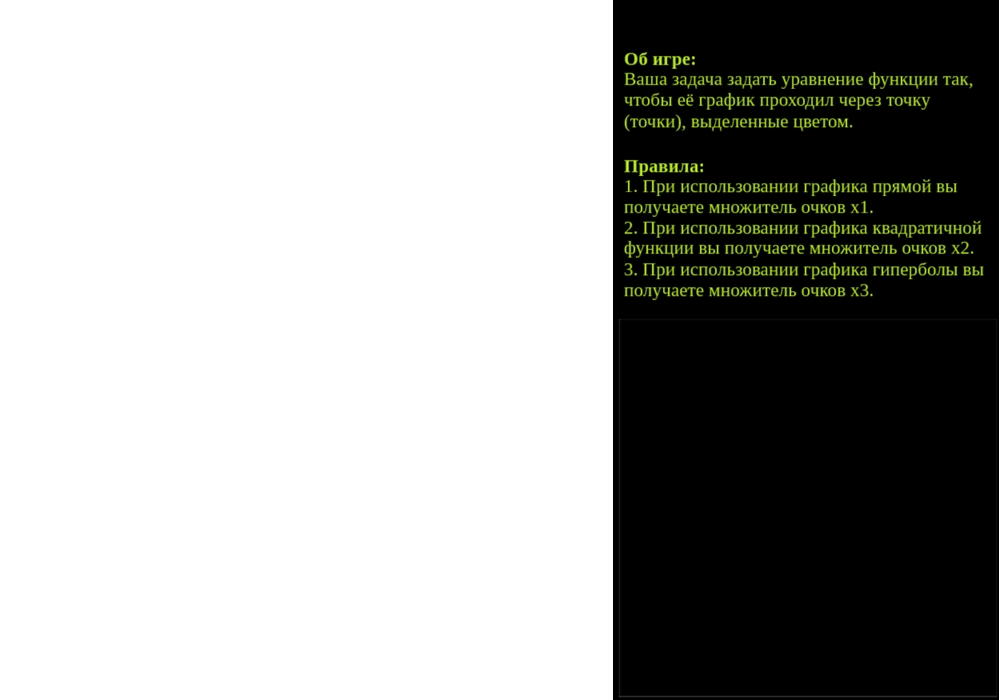 Об игре:
Ваша задача задать уравнение функции так,
чтобы её график проходил через точку
(точки), выделенные цветом.
Правила:
1. При использовании графика прямой вы
получаете множитель очков x1.
2. При использовании графика квадратичной
функции вы получаете множитель очков x2.
3. При использовании графика гиперболы вы
получаете множитель очков x3.